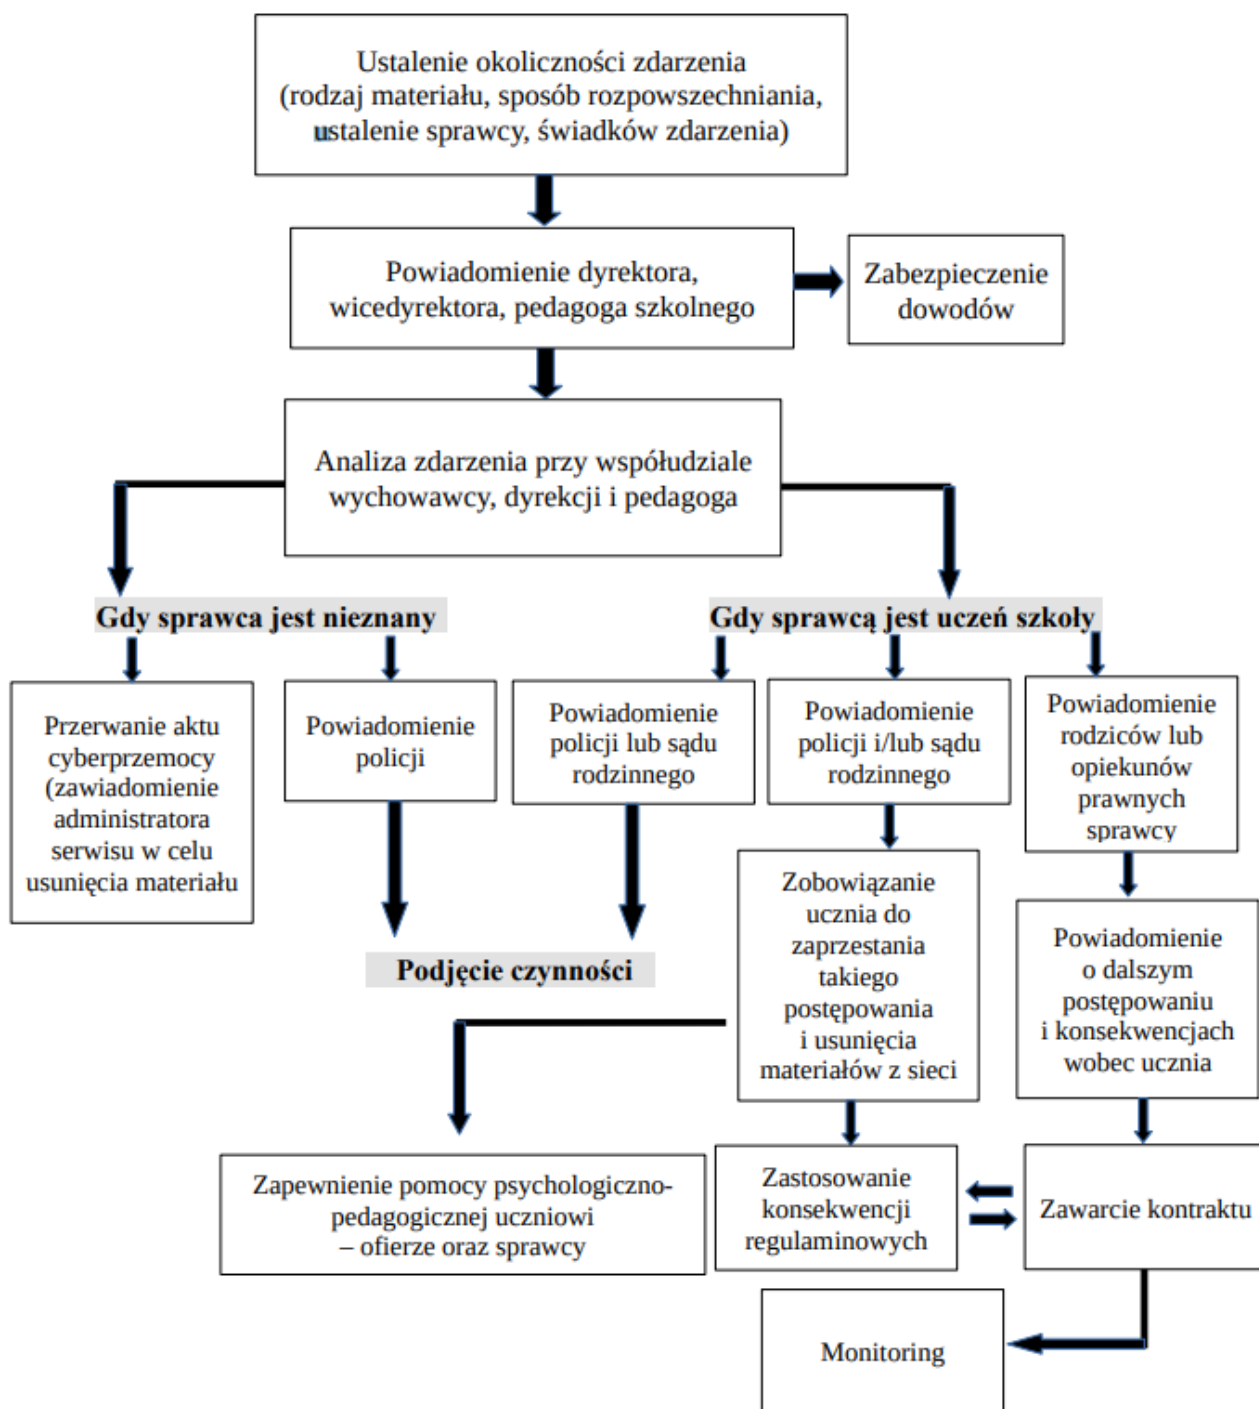 Ustalenie okoliczności zdarzenia
(rodzaj materiału, sposób rozpowszechniania,
ustalenie sprawcy, świadków zdarzenia)
Powiadomienie dyrektora,
wicedyrektora, pedagoga szkolnego
Zabezpieczenie
dowodów
Analiza zdarzenia przy współudziale
wychowawcy, dyrekcji i pedagoga
Gdy sprawca jest nieznany
Gdy sprawcą jest uczeń szkoły
Przerwanie aktu
cyberprzemocy
(zawiadomienie
administratora
serwisu w celu
usunięcia materiału
Powiadomienie
policji
Powiadomienie
policji lub sądu
rodzinnego
Powiadomienie
policji i/lub sądu
rodzinnego
Powiadomienie
rodziców lub
opiekunów
prawnych
sprawcy
Podjęcie czynności
Zobowiązanie
ucznia do
zaprzestania
takiego
postępowania
i usunięcia
materiałów z sieci
Powiadomienie
o dalszym
postępowaniu
i konsekwencjach
wobec ucznia
Zapewnienie pomocy psychologiczno-
pedagogicznej uczniowi
– ofierze oraz sprawcy
Zastosowanie
konsekwencji
regulaminowych
Zawarcie kontraktu
Monitoring